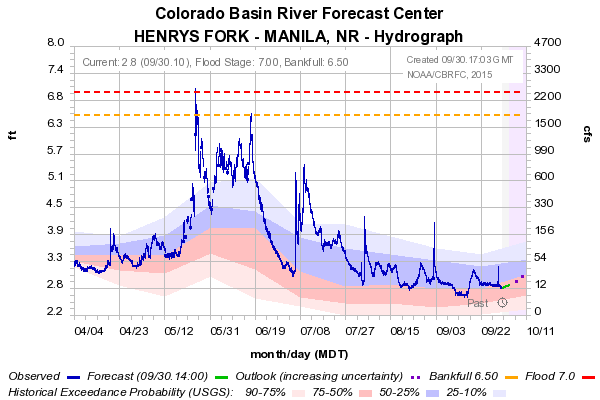 Colorado Basin River Forecast Center
HENRYS FORK - MANILA, NR - Hydrograph
8.0 4700
Current: 2.8 (09/30.10), Flood Stage: 7.00, Bankfull: 6.50 Created 09/30.17:03 GMT
7.4 3300
NOAA/CBRFC, 2015
6.8 2200
6.3 1500
ft cfs
5.7 990
5.1 600
4.5 330
3.9 156
3.3 54
2.8 12
Past
2.2 0
04/04 04/23 05/12 05/31 06/19 07/08 07/27 08/15 09/03 09/22 10/11
month/day (MDT)
Observed Forecast (09/30.14:00) Outlook (increasing uncertainty) Bankfull 6.50 Flood 7.0
Historical Exceedance Probability (USGS): 90-75% 75-50% 50-25% 25-10%